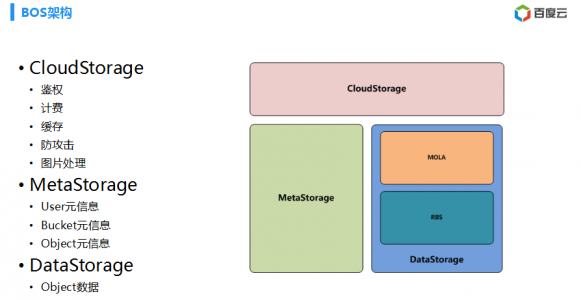 BOS架构
百度云
• CloudStorage
• 鉴权
• 计费
• 缓存
• 防攻击
• 图片处理
• MetaStorage
• User元信息
• Bucket元信息
• Object元信息
• DataStorage
• Object数据
CloudStorage
MetaStorage
MOLA
RBS
DataStorage